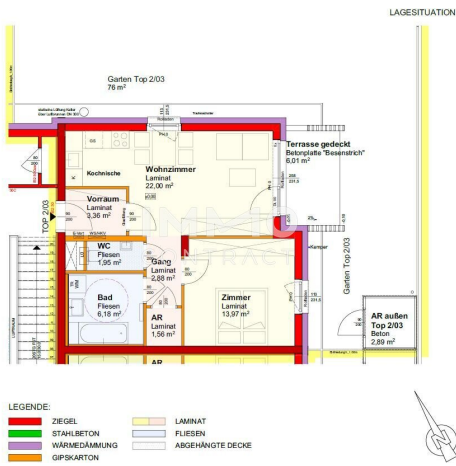 LAGESITUATION
Garten Top 2/03
76 m²
Terrasse gedeckt
Betonplatte "Besenstrich"
6,01 m²
Kochnische
Wohnzimmer
Laminat
22,00 m²
Vorraum
Laminat
3,36 m²
TOP 2/03
IMMO
CONTRACT
WC
Fliesen
1,95 m²
Gang
Laminat
2,88 m²
Bad
Fliesen
6,18 m²
Zimmer
Laminat
13,97 m²
AR
Laminat
1,56 m²
AR
Garten Top 2/03
AR außen
Top 2/03
Beton
2,89 m²
LEGENDE:
ZIEGEL
LAMINAT
STAHLBETON
FLIESEN
WÄRMEDÄMMUNG
ABGEHÄNGTE DECKE
GIPSKARTON